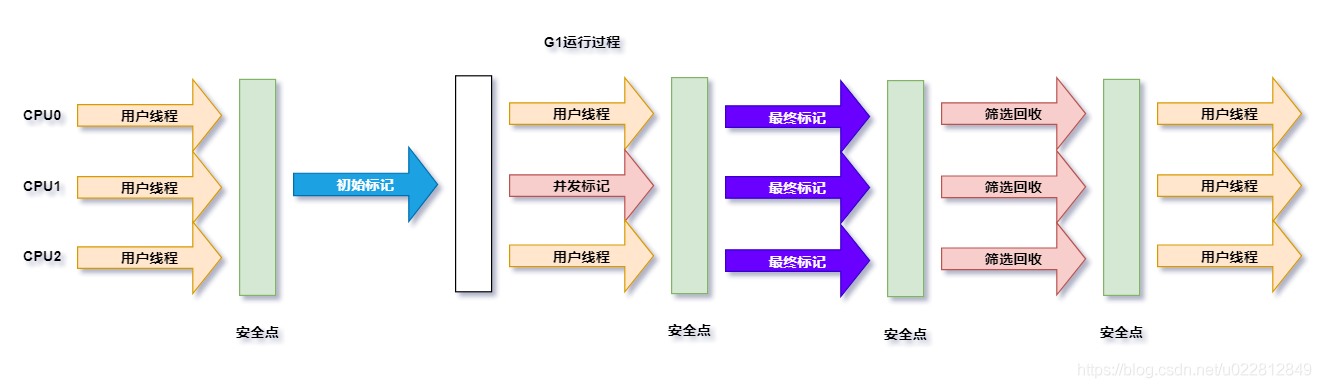 G1运行过程
CPU0 用户线程 用户线程 最终标记 筛选回收 用户线程
CPU1 用户线程 初始标记 并发标记 最终标记 筛选回收 用户线程
CPU2 用户线程 用户线程 最终标记 筛选回收 用户线程
安全点 安全点 安全点 安全点
https://blog.csdn.net/u022812849